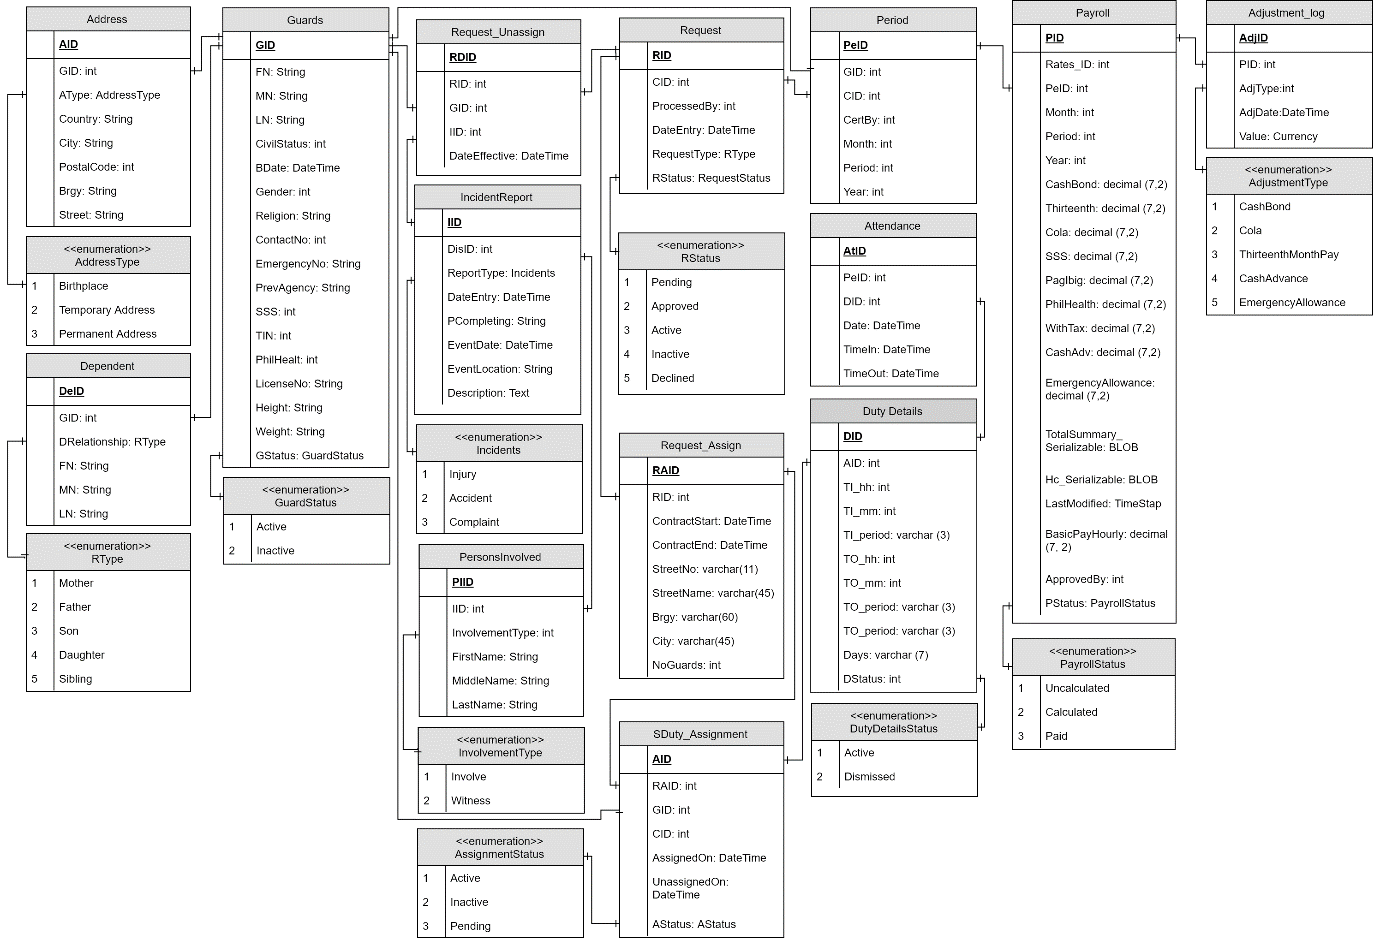 Address
AID
GID: int
AType: AddressType
Country: String
City: String
PostalCode: int
Brgy: String
Street: String
<<enumeration>>
AddressType
1 Birthplace
2 Temporary Address
3 Permanent Address
Dependent
DeID
GID: int
DRelationship: RType
FN: String
MN: String
LN: String
<<enumeration>>
RType
1 Mother
2 Father
3 Son
4 Daughter
5 Sibling
Guards
GID
FN: String
MN: String
LN: String
CivilStatus: int
BDate: DateTime
Gender: int
Religion: String
ContactNo: int
EmergencyNo: String
PrevAgency: String
SSS: int
TIN: int
PhilHealt: int
LicenseNo: String
Height: String
Weight: String
GStatus: GuardStatus
<<enumeration>>
GuardStatus
1 Active
2 Inactive
Request_Unassign
RDID
RID: int
GID: int
IID: int
DateEffective: DateTime
IncidentReport
IID
DisID: int
ReportType: Incidents
DateEntry: DateTime
PCompleting: String
EventDate: DateTime
EventLocation: String
Description: Text
<<enumeration>>
Incidents
1 Injury
2 Accident
3 Complaint
PersonsInvolved
PIID
IID: int
InvolvementType: int
FirstName: String
MiddleName: String
LastName: String
<<enumeration>>
InvolvementType
1 Involve
2 Witness
<<enumeration>>
AssignmentStatus
1 Active
2 Inactive
3 Pending
Request
RID
CID: int
ProcessedBy: int
DateEntry: DateTime
RequestType: RType
RStatus: RequestStatus
<<enumeration>>
RStatus
1 Pending
2 Approved
3 Active
4 Inactive
5 Declined
Request_Assign
RAID
RID: int
ContractStart: DateTime
ContractEnd: DateTime
StreetNo: varchar(11)
StreetName: varchar(45)
Brgy: varchar(60)
City: varchar(45)
NoGuards: int
SDuty_Assignment
AID
RAID: int
GID: int
CID: int
AssignedOn: DateTime
UnassignedOn:
DateTime
AStatus: AStatus
Period
PeID
GID: int
CID: int
CertBy: int
Month: int
Period: int
Year: int
Attendance
AtID
PeID: int
DID: int
Date: DateTime
TimeIn: DateTime
TimeOut: DateTime
Duty Details
DID
AID: int
TI_hh: int
TI_mm: int
TI_period: varchar (3)
TO_hh: int
TO_mm: int
TO_period: varchar (3)
TO_period: varchar (3)
Days: varchar (7)
DStatus: int
<<enumeration>>
DutyDetailsStatus
1 Active
2 Dismissed
Payroll
PID
Rates_ID: int
PeID: int
Month: int
Period: int
Year: int
CashBond: decimal (7,2)
Thirteenth: decimal (7,2)
Cola: decimal (7,2)
SSS: decimal (7,2)
PagIbig: decimal (7,2)
PhilHealth: decimal (7,2)
WithTax: decimal (7,2)
CashAdv: decimal (7,2)
EmergencyAllowance:
decimal (7,2)
TotalSummary_
Serializable: BLOB
Hc_Serializable: BLOB
LastModified: TimeStap
BasicPayHourly: decimal
(7, 2)
ApprovedBy: int
PStatus: PayrollStatus
<<enumeration>>
PayrollStatus
1 Uncalculated
2 Calculated
3 Paid
Adjustment_log
AdjID
PID: int
AdjType:int
AdjDate:DateTime
Value: Currency
<<enumeration>>
AdjustmentType
1 CashBond
2 Cola
3 ThirteenthMonthPay
4 CashAdvance
5 EmergencyAllowance